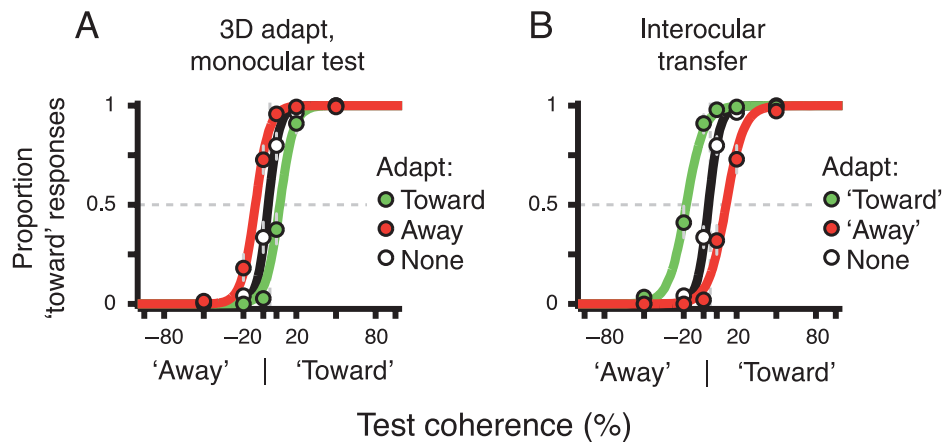 A
3D adapt,
monocular test
Proportion
'toward' responses
1
0.5
0
Adapt:
Toward
Away
None
–80
–20
20
80
'Away' | 'Toward'
B
Interocular
transfer
1
0.5
0
Adapt:
'Toward'
'Away'
None
–80
–20
20
80
'Away' | 'Toward'
Test coherence (%)